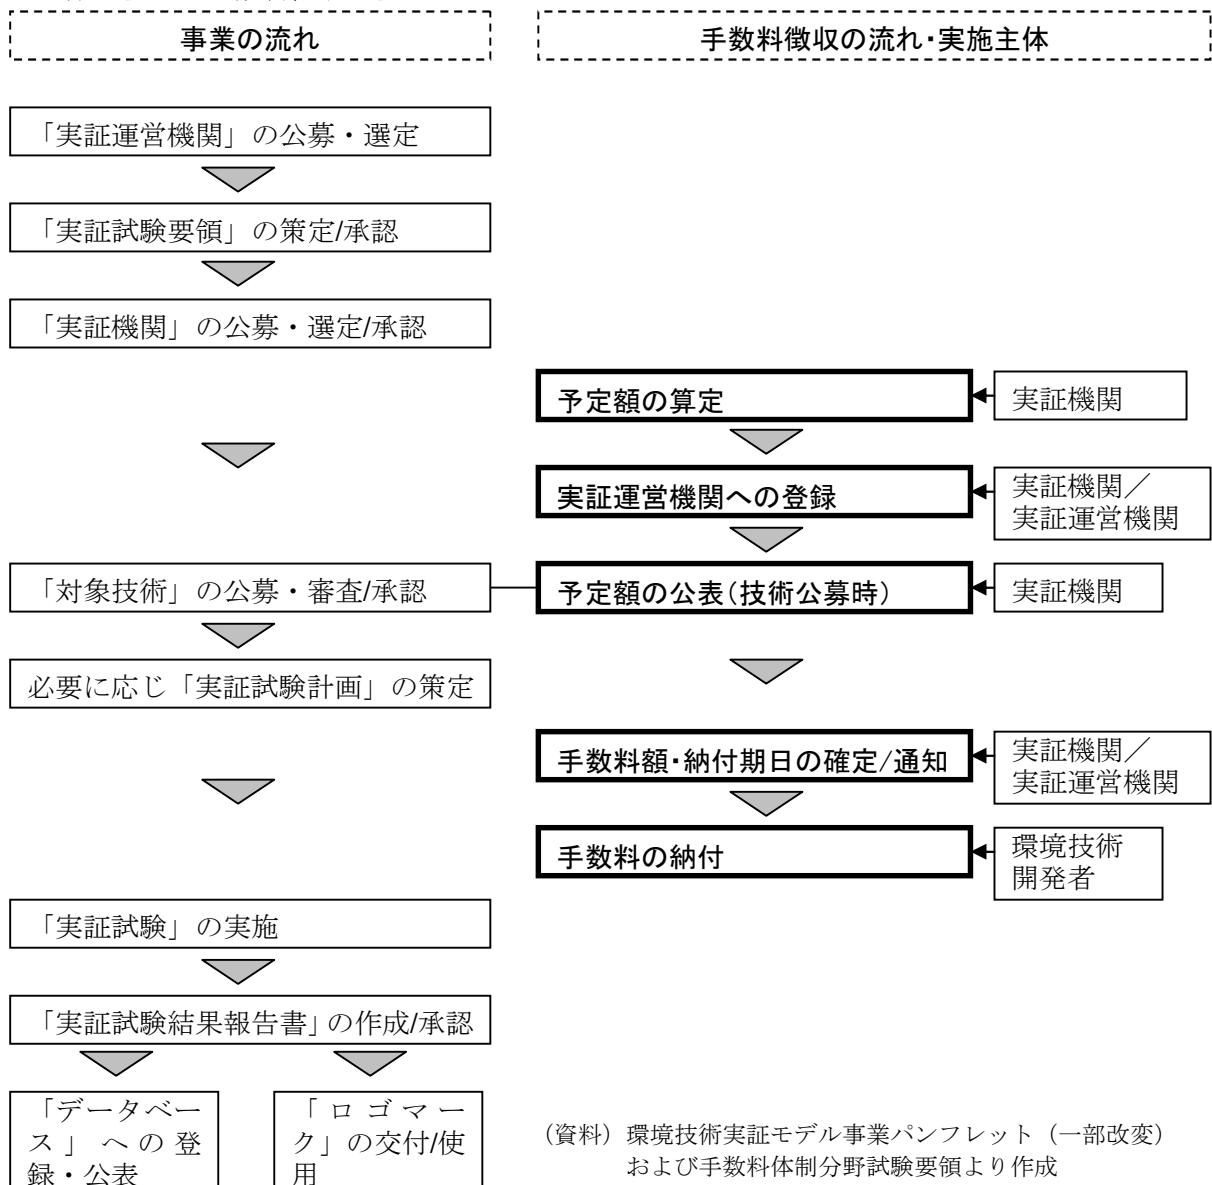 事業の流れ
手数料徴収の流れ・実施主体
「実証運営機関」の公募・選定
「実証試験要領」の策定/承認
「実証機関」の公募・選定/承認
予定額の算定
実証機関
実証運営機関への登録
実証機関／
実証運営機関
「対象技術」の公募・審査/承認
予定額の公表（技術公募時）
実証機関
必要に応じ「実証試験計画」の策定
手数料額・納付期日の確定/通知
実証機関／
実証運営機関
手数料の納付
環境技術
開発者
「実証試験」の実施
「実証試験結果報告書」の作成/承認
「データベー
ス」への登
録・公表
「ロゴマー
ク」の交付/使
用
（資料）環境技術実証モデル事業パンフレット（一部改変）
および手数料体制分野試験要領より作成